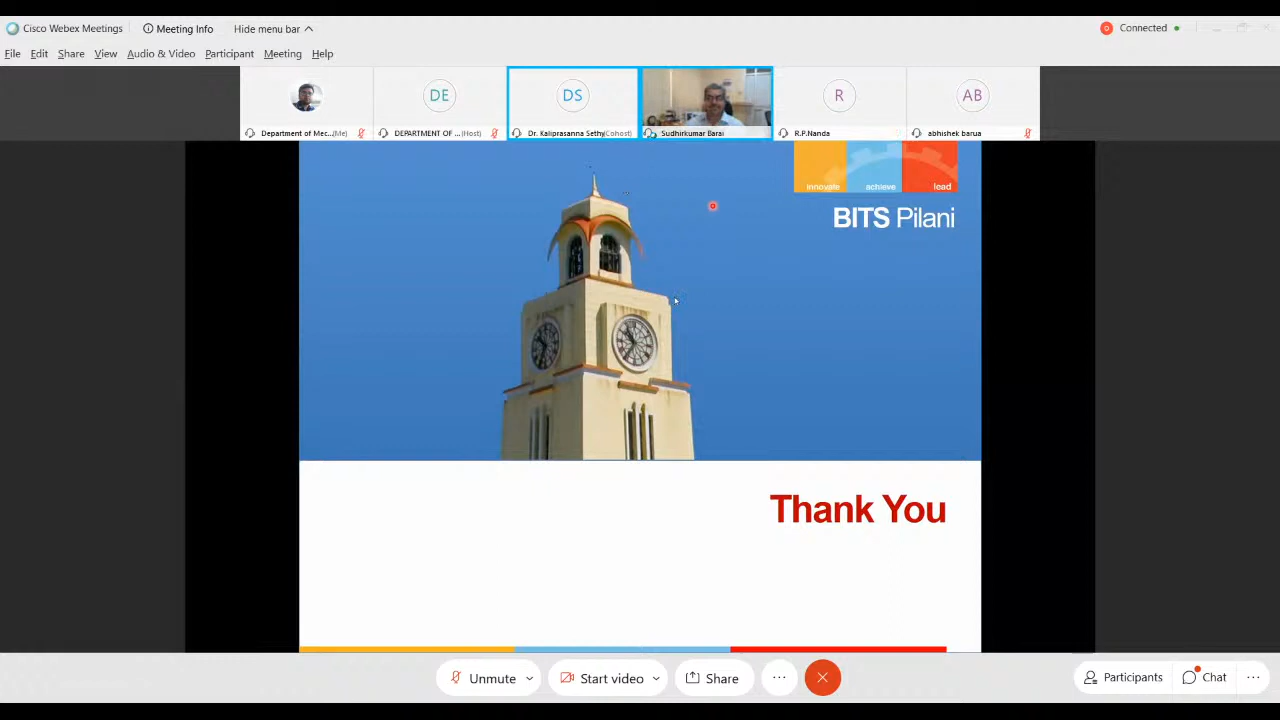 Cisco Webex Meetings Meeting Info Hide menu bar Connected
File Edit Share View Audio & Video Participant Meeting Help
DE DS R AB
Department of Mec...(Me) DEPARTMENT OF ...(Host) Dr. Kaliprasanna Sethy(Cohost) Sudhirkumar Barai R.P.Nanda abhishek barua
innovate achieve lead
BITS Pilani
Thank You
Unmute Start video Share Participants Chat